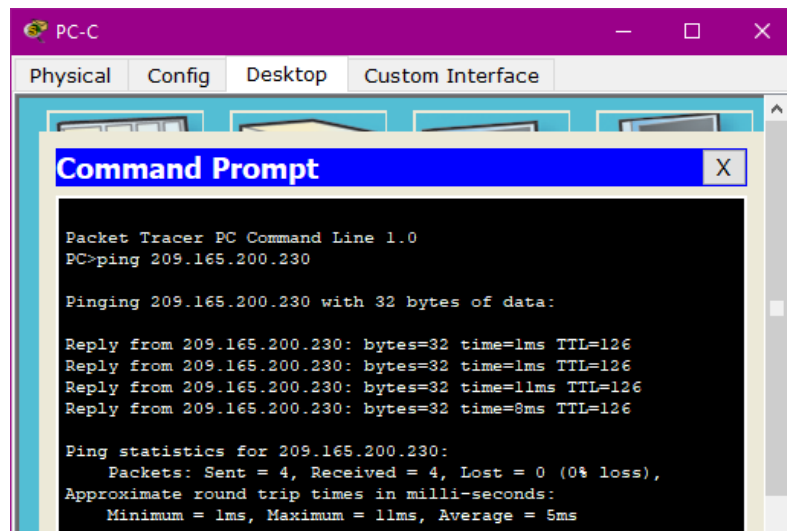 PC-C
Physical Config Desktop Custom Interface
Command Prompt X
Packet Tracer PC Command Line 1.0
PC>ping 209.165.200.230
Pinging 209.165.200.230 with 32 bytes of data:
Reply from 209.165.200.230: bytes=32 time=1ms TTL=126
Reply from 209.165.200.230: bytes=32 time=1ms TTL=126
Reply from 209.165.200.230: bytes=32 time=11ms TTL=126
Reply from 209.165.200.230: bytes=32 time=8ms TTL=126
Ping statistics for 209.165.200.230:
Packets: Sent = 4, Received = 4, Lost = 0 (0% loss),
Approximate round trip times in milli-seconds:
Minimum = 1ms, Maximum = 11ms, Average = 5ms